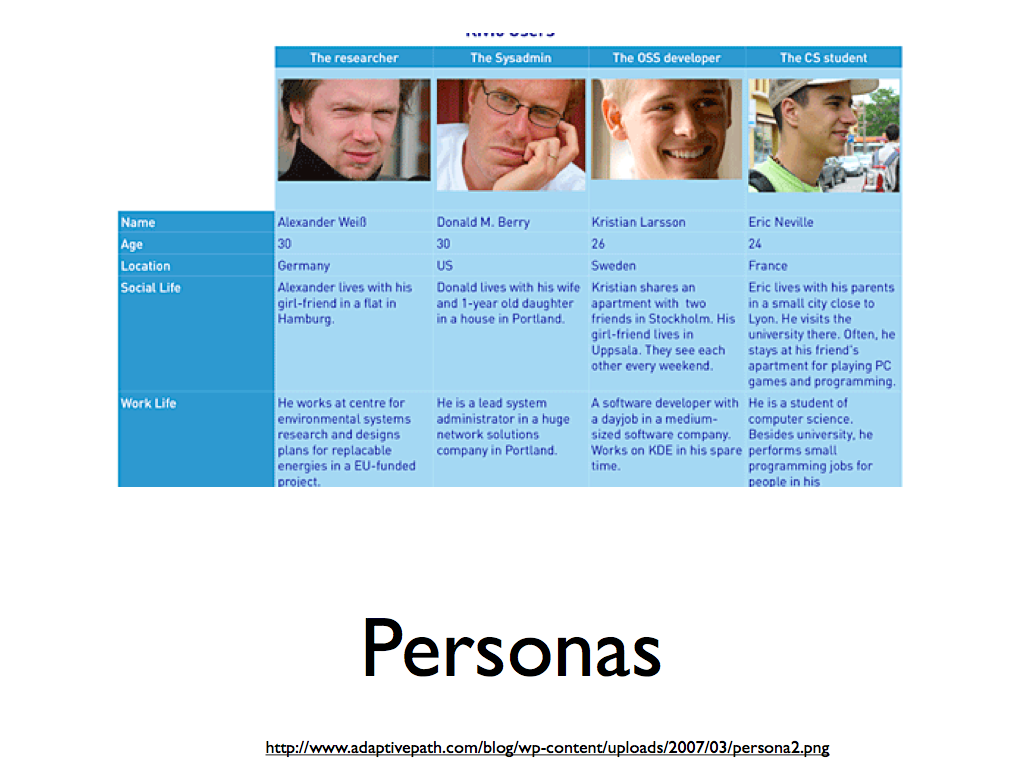 Users
The researcher The Sysadmin The OSS developer The CS student
Name Alexander Weiß Donald M. Berry Kristian Larsson Eric Neville
Age 30 30 26 24
Location Germany US Sweden France
Social Life
Alexander lives with his
girl-friend in a flat in
Hamburg.
Donald lives with his wife
and 1-year old daughter
in a house in Portland.
Kristian shares an
apartment with two
friends in Stockholm. His
girl-friend lives in
Uppsala. They see each
other every weekend.
Eric lives with his parents
in a small city close to
Lyon. He visits the
university there. Often, he
stays at his friend's
apartment for playing PC
games and programming.
Work Life
He works at centre for
environmental systems
research and designs
plans for replacable
energies in a EU-funded
project.
He is a lead system
administrator in a huge
network solutions
company in Portland.
A software developer with
a dayjob in a medium-
sized software company.
Works on KDE in his spare
time.
He is a student of
computer science.
Besides university, he
performs small
programming jobs for
people in his
Personas
http://www.adaptivepath.com/blog/wp-content/uploads/2007/03/persona2.png